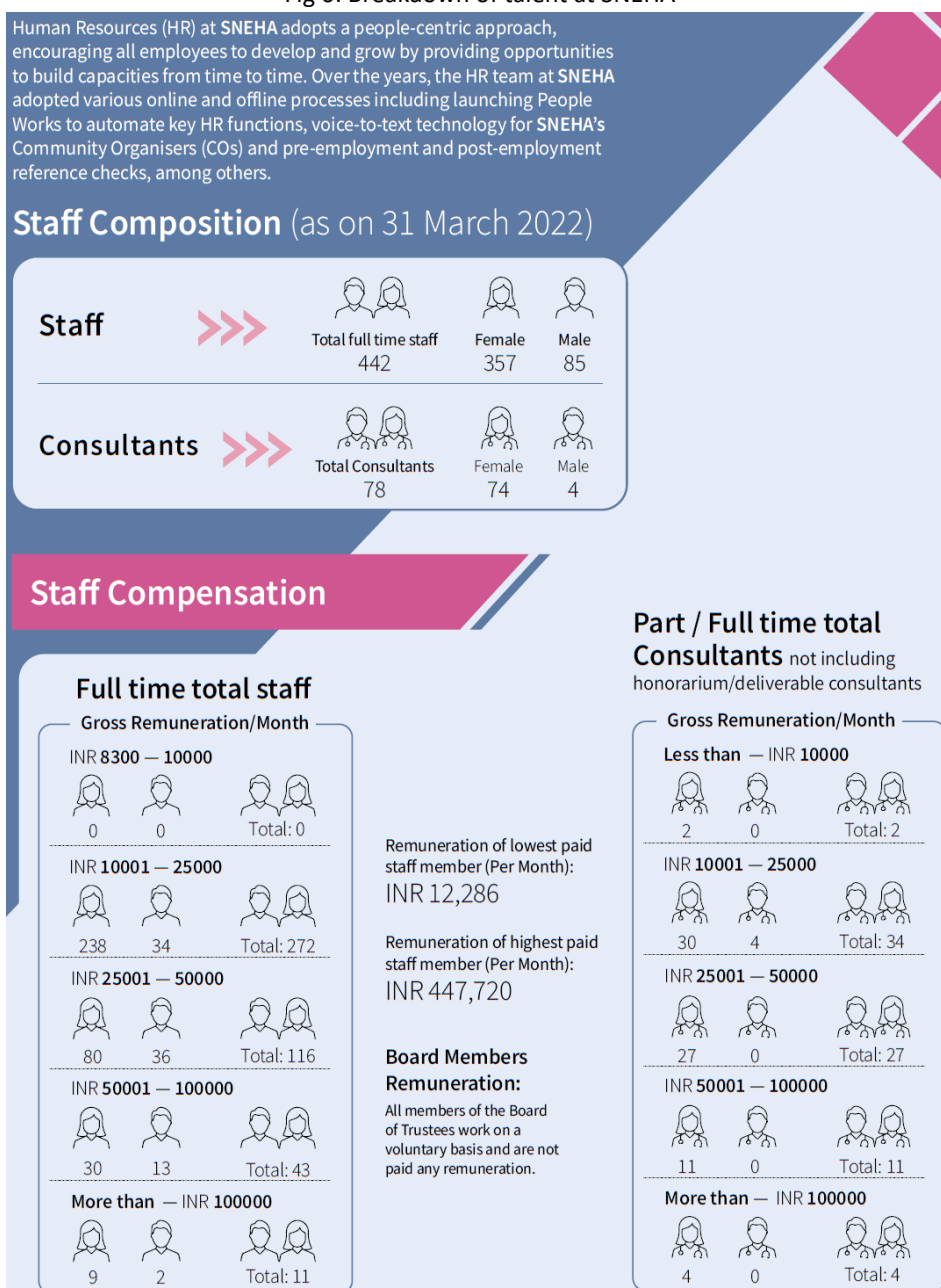 Fig 6: Breakdown of talent at SNEHA
Human Resources (HR) at SNEHA adopts a people-centric approach,
encouraging all employees to develop and grow by providing opportunities
to build capacities from time to time. Over the years, the HR team at SNEHA
adopted various online and offline processes including launching People
Works to automate key HR functions, voice-to-text technology for SNEHA’s
Community Organisers (COs) and pre-employment and post-employment
reference checks, among others.
Staff Composition (as on 31 March 2022)
Staff
Total full time staff Female Male
442 357 85
Consultants
Total Consultants Female Male
78 74 4
Staff Compensation
Full time total staff
Gross Remuneration/Month
INR 8300 — 10000
0 0 Total: 0
INR 10001 — 25000
238 34 Total: 272
INR 25001 — 50000
80 36 Total: 116
INR 50001 — 100000
30 13 Total: 43
More than — INR 100000
9 2 Total: 11
Remuneration of lowest paid
staff member (Per Month):
INR 12,286
Remuneration of highest paid
staff member (Per Month):
INR 447,720
Board Members
Remuneration:
All members of the Board
of Trustees work on a
voluntary basis and are not
paid any remuneration.
Part / Full time total
Consultants not including
honorarium/deliverable consultants
Gross Remuneration/Month
Less than — INR 10000
2 0 Total: 2
INR 10001 — 25000
30 4 Total: 34
INR 25001 — 50000
27 0 Total: 27
INR 50001 — 100000
11 0 Total: 11
More than — INR 100000
4 0 Total: 4